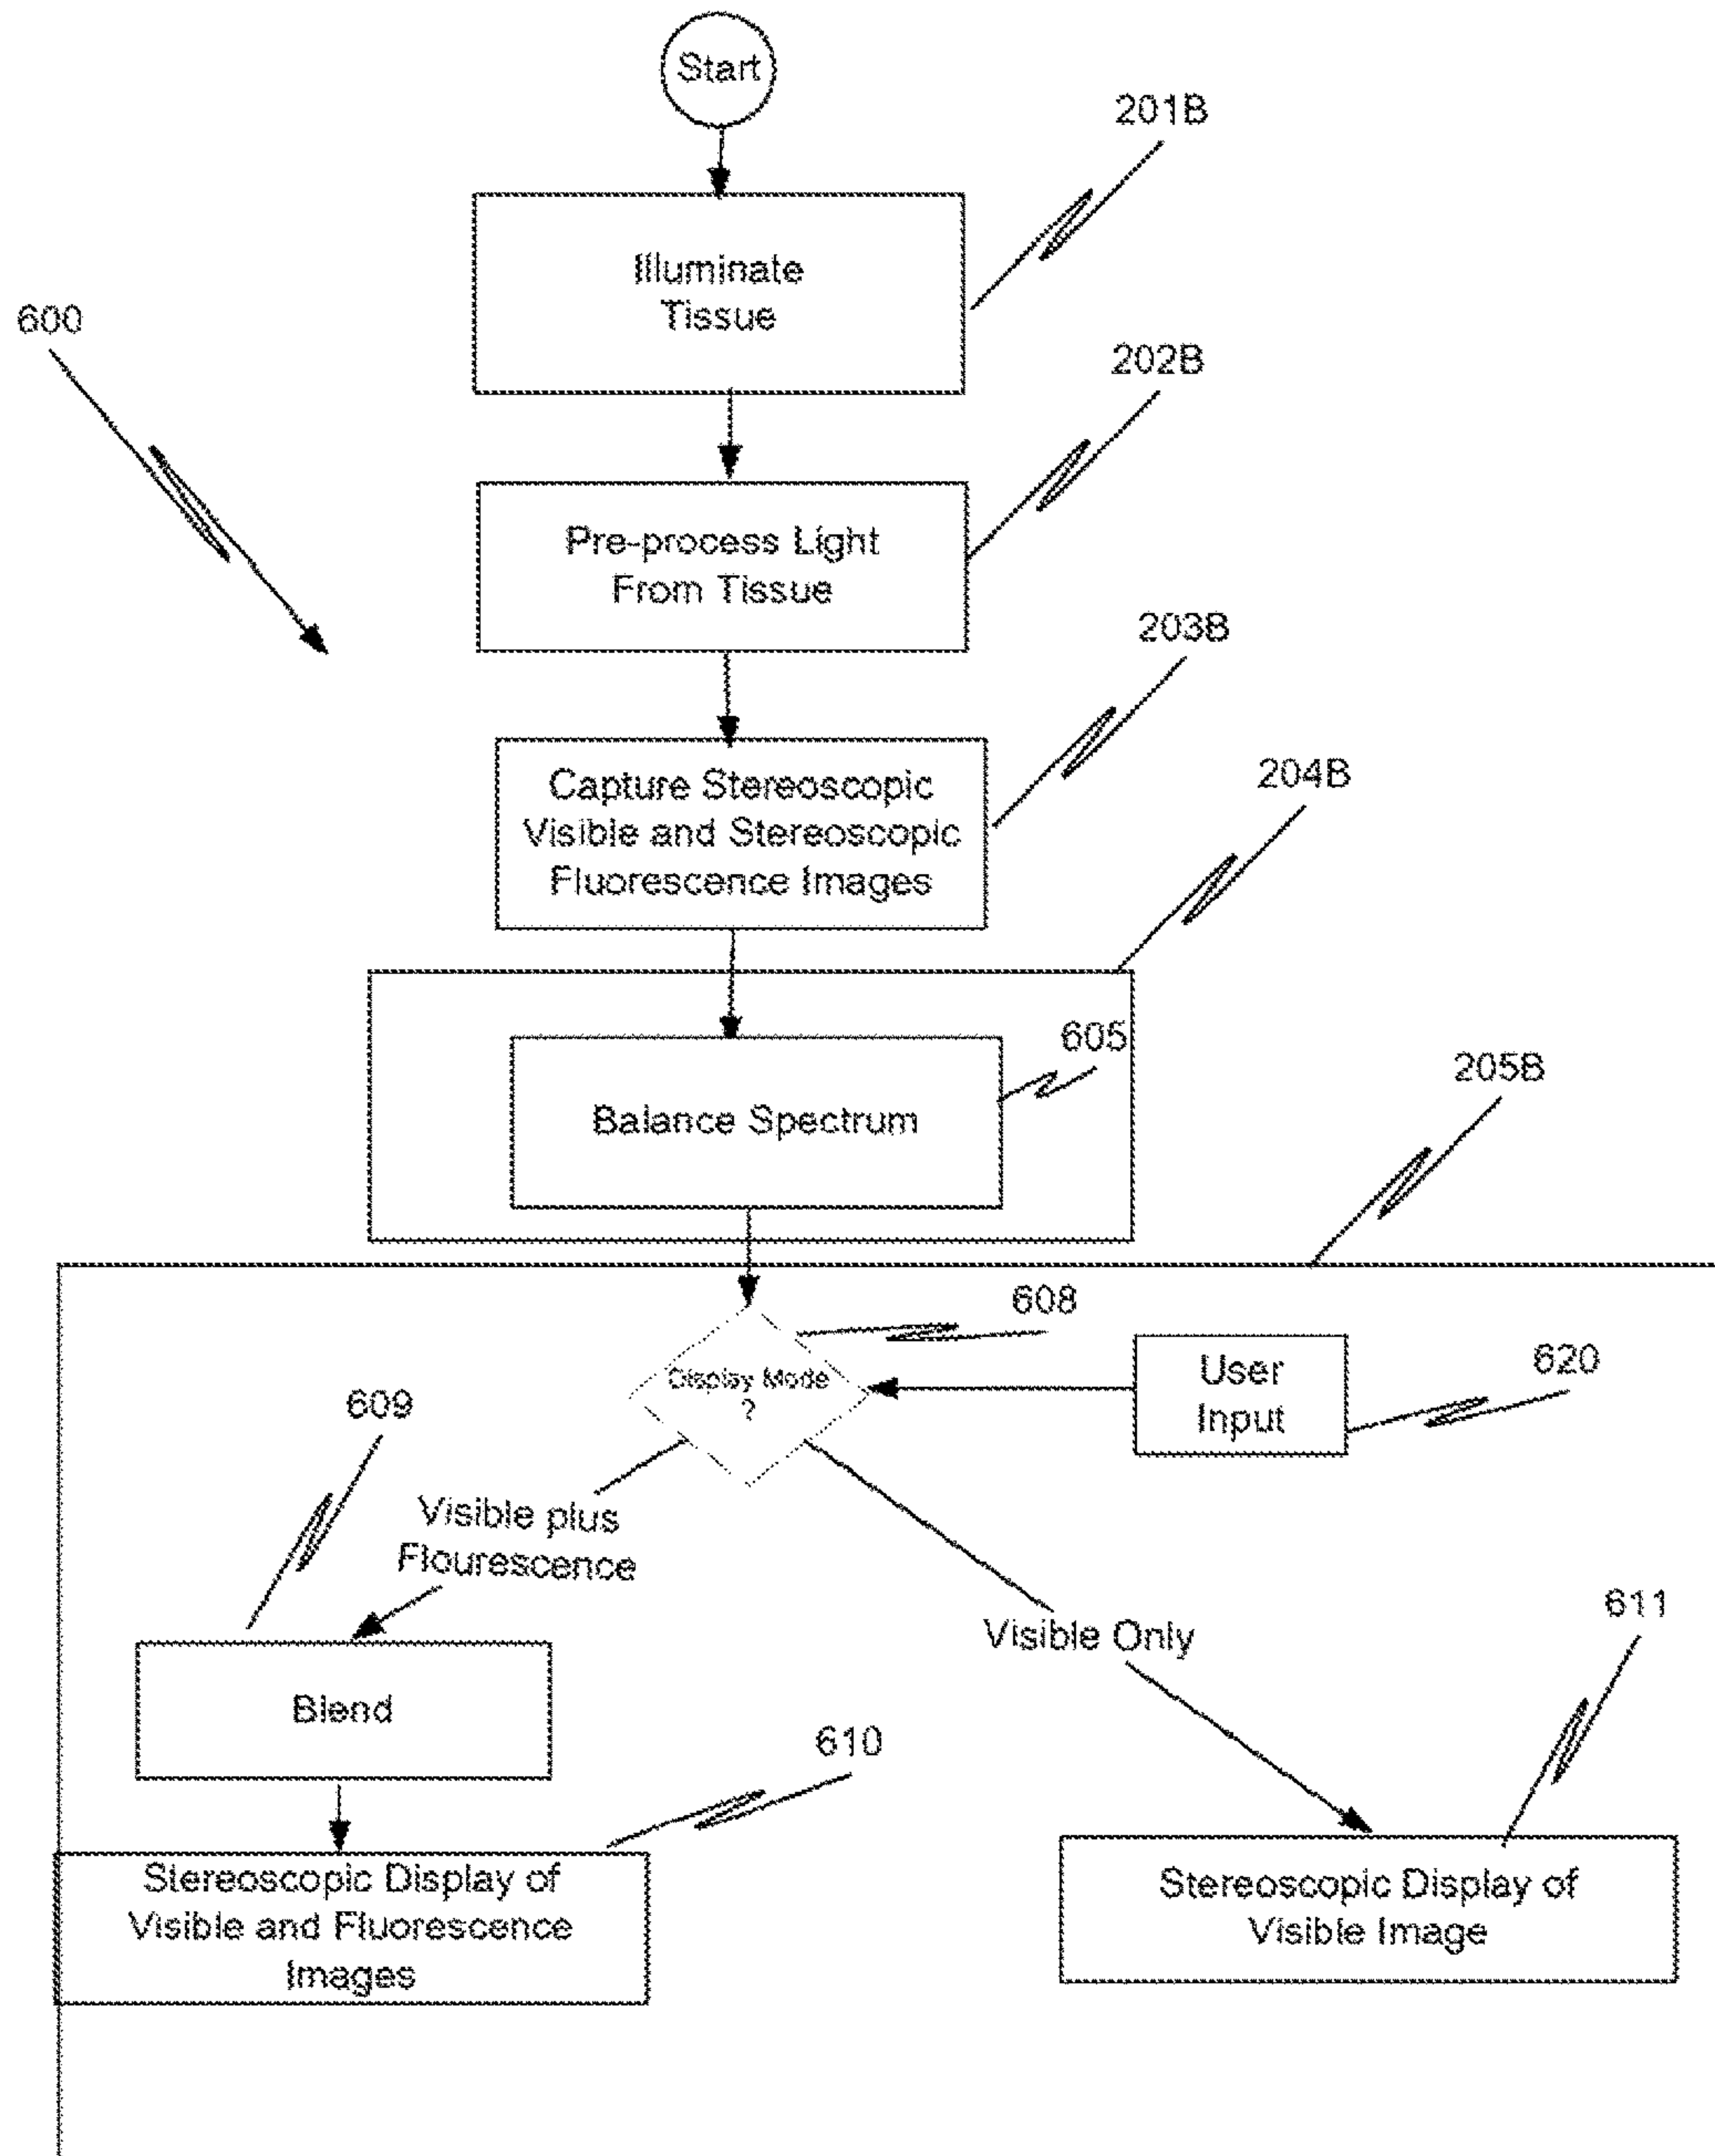 Start
201B
Illuminate
Tissue
600
202B
Pre-process Light
From Tissue
203B
Capture Stereoscopic
Visible and Stereoscopic
Fluorescence Images
204B
605
Balance Spectrum
205B
608
Display Mode
?
User
Input
620
609
Visible plus
Flourescence
Visible Only
611
Blend
610
Stereoscopic Display of
Visible and Fluorescence
Images
Stereoscopic Display of
Visible Image